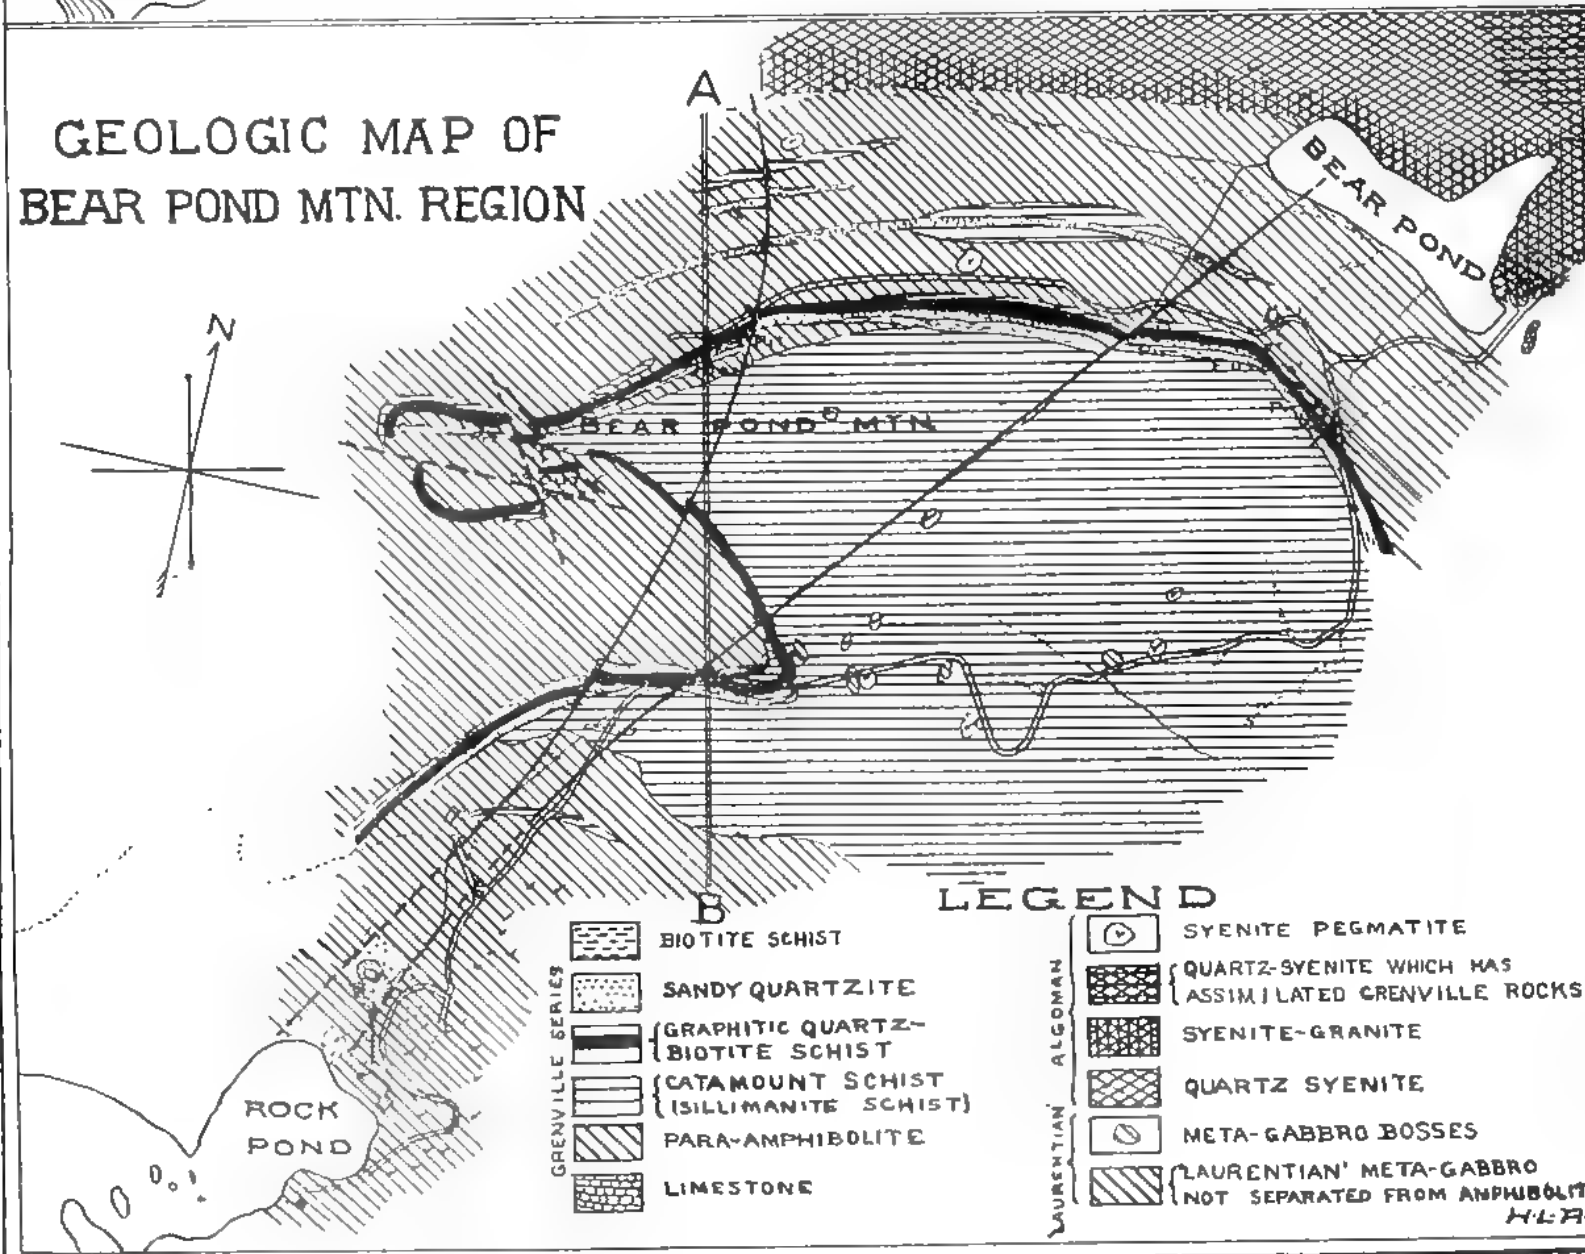 GEOLOGIC MAP OF
BEAR POND MTN. REGION
A
N
BEAR POND
BEAR POND MTN.
B
ROCK
POND
LEGEND
GRENVILLE SERIES
BIOTITE SCHIST
SANDY QUARTZITE
GRAPHITIC QUARTZ-
BIOTITE SCHIST
CATAMOUNT SCHIST
(SILLIMANITE SCHIST)
PARA-AMPHIBOLITE
LIMESTONE
ALGOMAN
SYENITE PEGMATITE
QUARTZ-SYENITE WHICH HAS
ASSIMILATED GRENVILLE ROCKS
SYENITE-GRANITE
QUARTZ SYENITE
'LAURENTIAN'
META-GABBRO BOSSES
'LAURENTIAN' META-GABBRO
NOT SEPARATED FROM AMPHIBOLIT